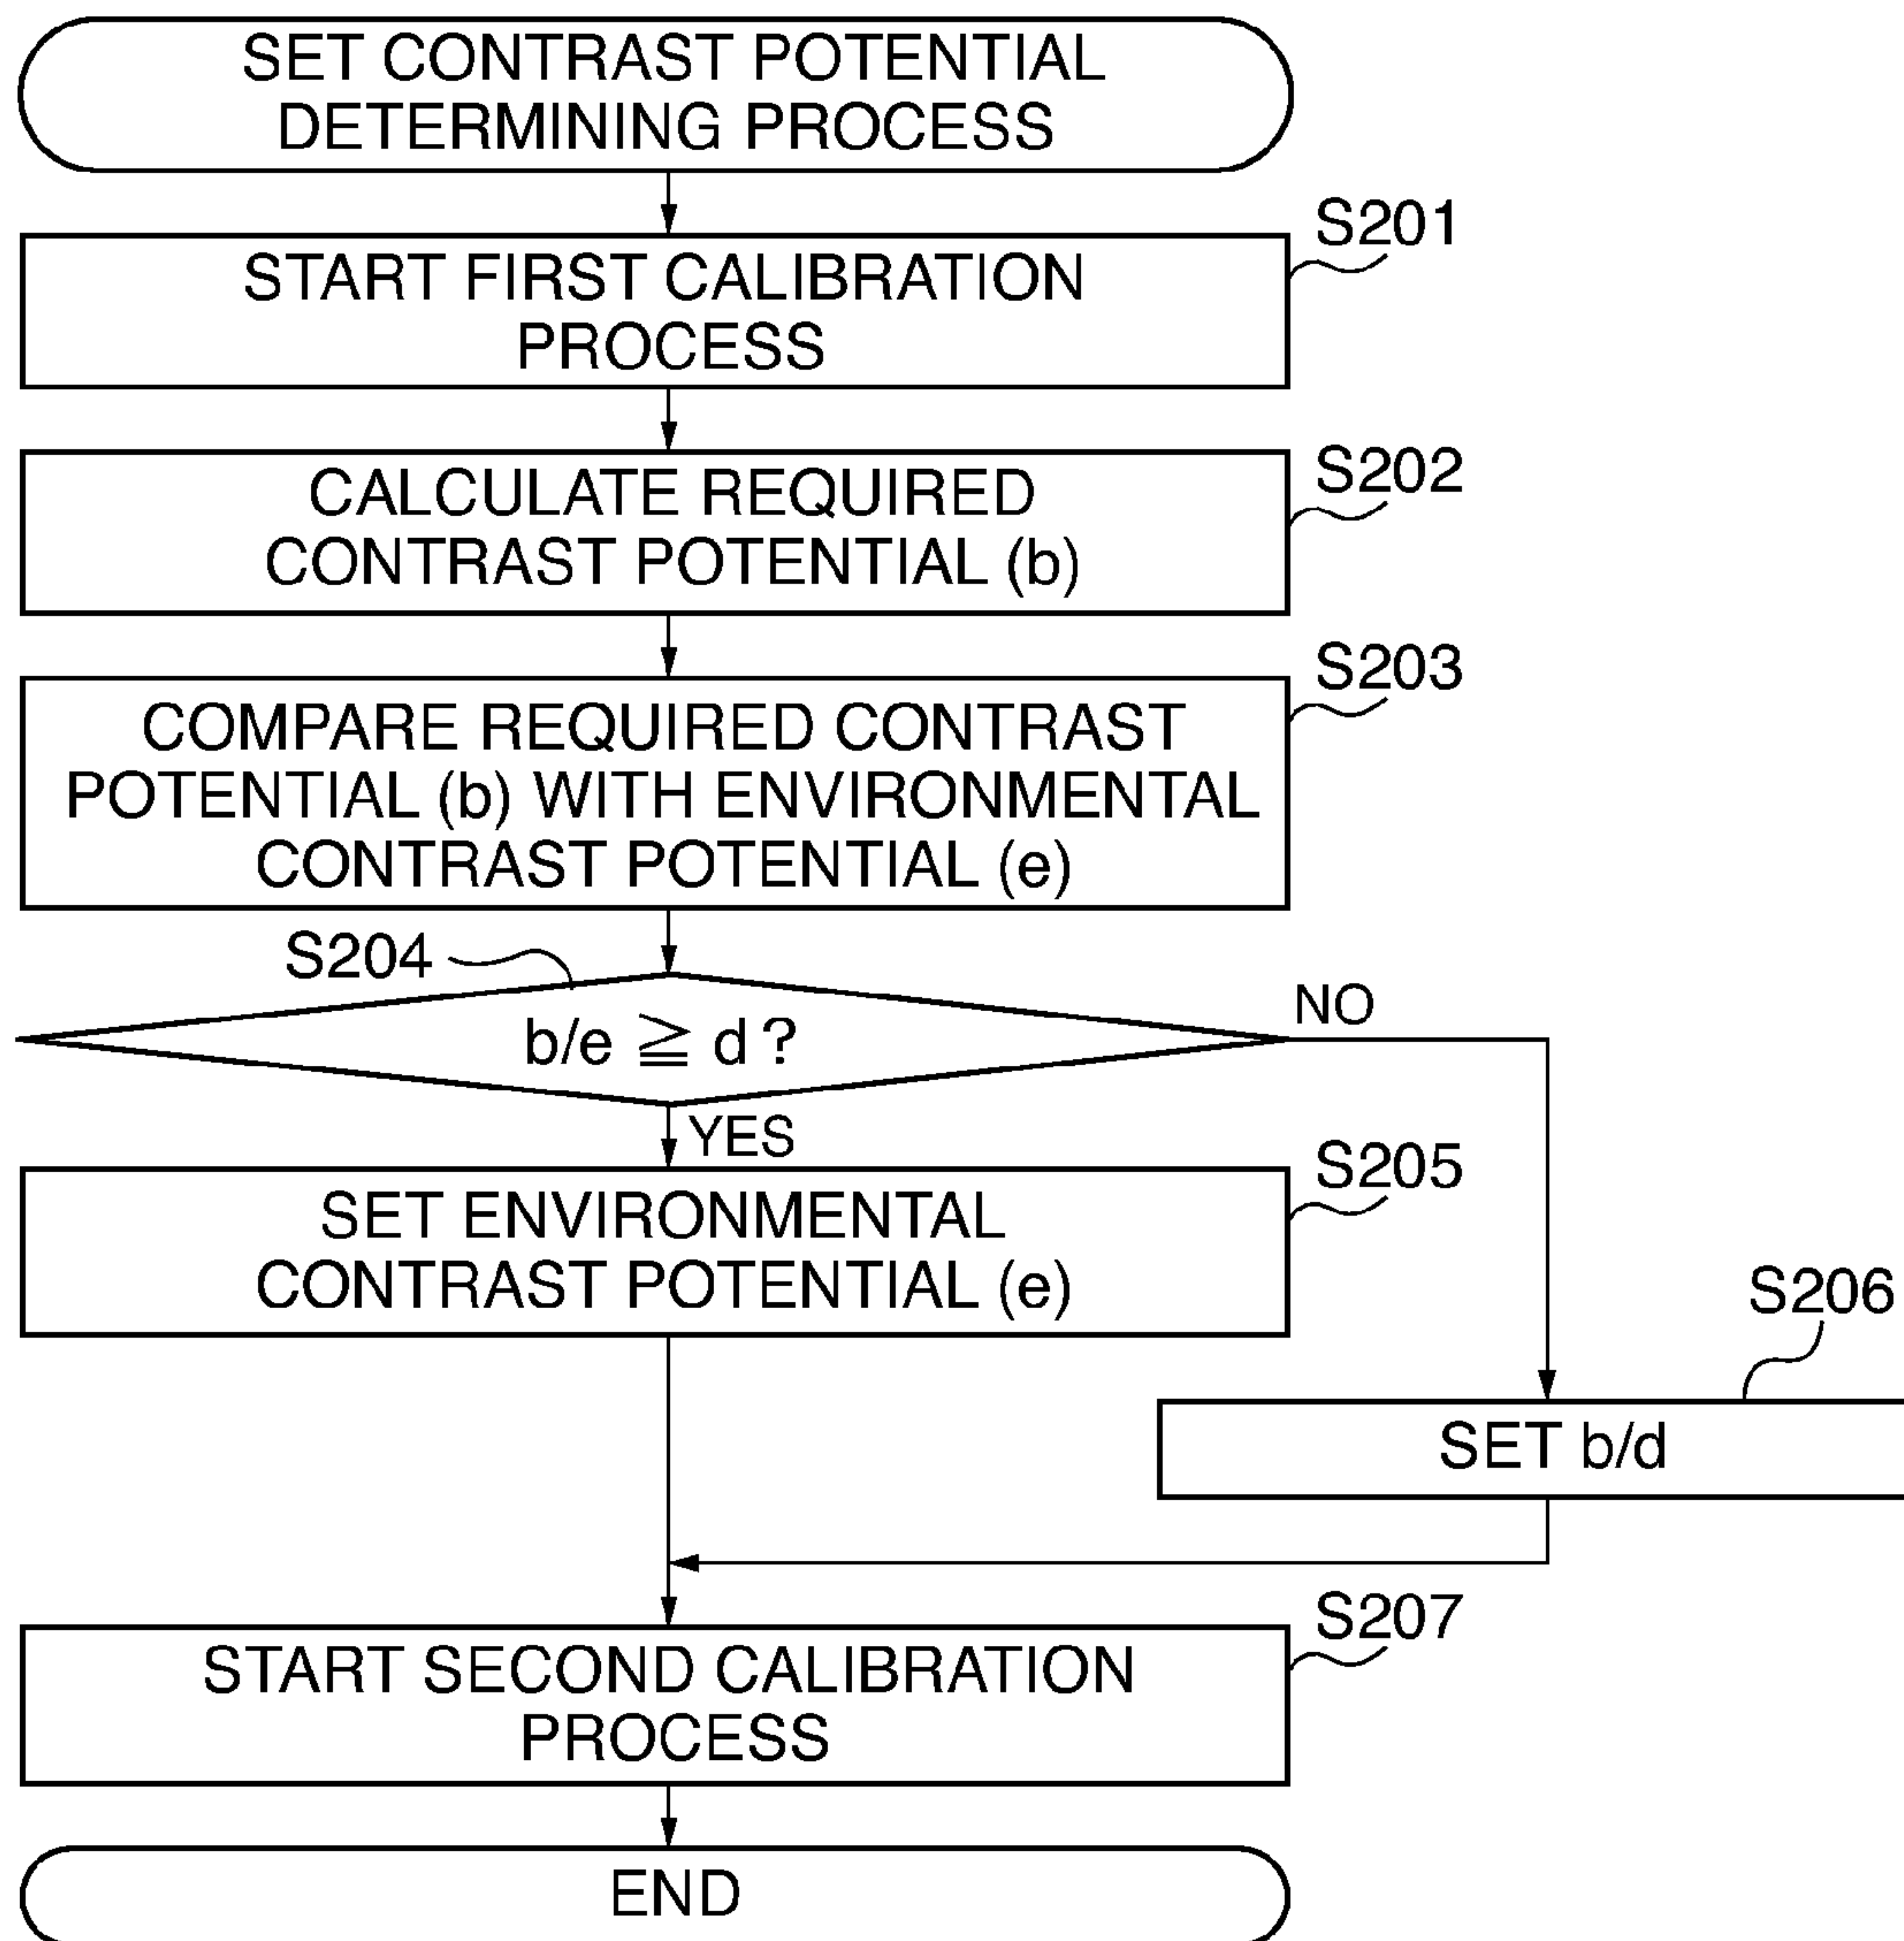 SET CONTRAST POTENTIAL
DETERMINING PROCESS
S201
START FIRST CALIBRATION
PROCESS
S202
CALCULATE REQUIRED
CONTRAST POTENTIAL (b)
S203
COMPARE REQUIRED CONTRAST
POTENTIAL (b) WITH ENVIRONMENTAL
CONTRAST POTENTIAL (e)
S204
NO
b/e ≧ d ?
YES
S205
SET ENVIRONMENTAL
CONTRAST POTENTIAL (e)
S206
SET b/d
S207
START SECOND CALIBRATION
PROCESS
END